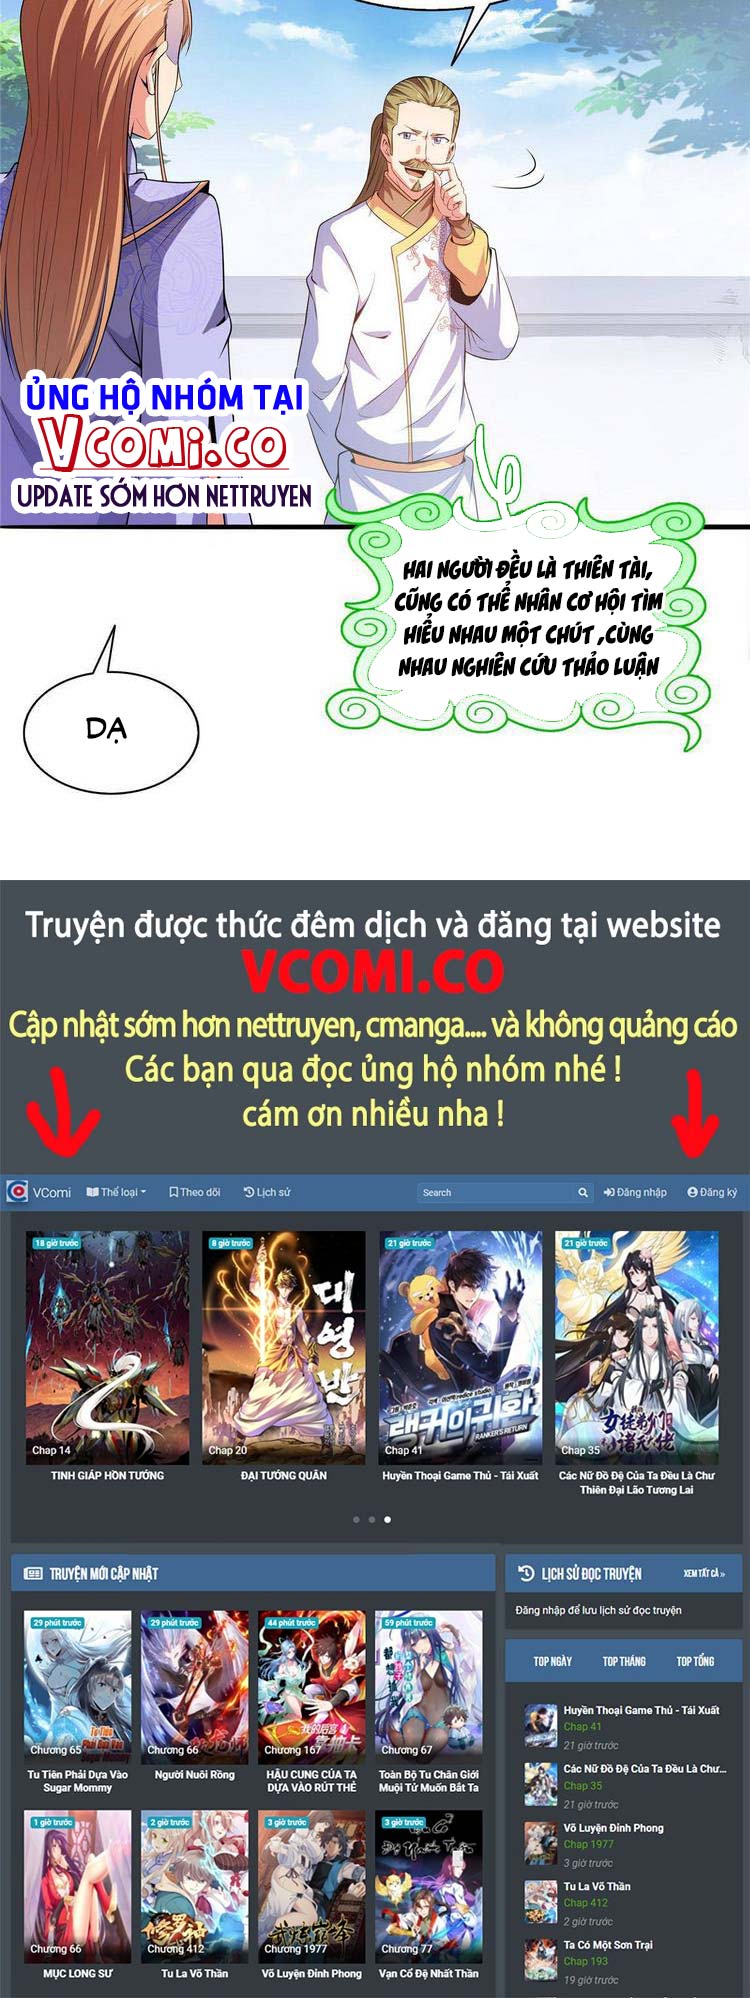 ỦNG HỘ NHÓM TẠI
VCOMI.CO
UPDATE SỚM HƠN NETTRUYEN
HAI NGƯỜI ĐỀU LÀ THIÊN TÀI,
CŨNG CÓ THỂ NHÂN CƠ HỘI TÌM
HIỂU NHAU MỘT CHÚT ,CÙNG
NHAU NGHIÊN CỨU THẢO LUẬN
DẠ
Truyện được thức đêm dịch và đăng tại website
VCOMI.CO
Cập nhật sớm hơn nettruyen, cmanga.... và không quảng cáo
Các bạn qua đọc ủng hộ nhóm nhé !
cám ơn nhiều nha !
VComi Thể loại Theo dõi Lịch sử Search Đăng nhập Đăng ký
18 giờ trước
Chap 14
TINH GIÁP HỒN TƯỚNG
8 giờ trước
대영반
Chap 20
ĐẠI TƯỚNG QUÂN
21 giờ trước
redice studio
랭커의 귀환
RANKER'S RETURN
Chap 41
Huyền Thoại Game Thủ - Tái Xuất
21 giờ trước
Chap 35
Các Nữ Đồ Đệ Của Ta Đều Là Chư
Thiên Đại Lão Tương Lai
TRUYỆN MỚI CẬP NHẬT
29 phút trước
Chương 65
Tu Tiên Phải Dựa Vào
Sugar Mommy
29 phút trước
Chương 66
Người Nuôi Rồng
44 phút trước
Chương 167
HẬU CUNG CỦA TA
DỰA VÀO RÚT THẺ
59 phút trước
Chương 67
Toàn Bộ Tu Chân Giới
Muội Tử Muốn Bắt Ta
1 giờ trước
Chương 66
MỤC LONG SƯ
2 giờ trước
修罗神
Chương 412
Tu La Võ Thần
3 giờ trước
Chương 1977
Võ Luyện Đỉnh Phong
3 giờ trước
Chương 77
Vạn Cổ Đệ Nhất Thần
LỊCH SỬ ĐỌC TRUYỆN XEM TẤT CẢ »
Đăng nhập để lưu lịch sử đọc truyện
TOP NGÀY TOP THÁNG TOP TỔNG
Huyền Thoại Game Thủ - Tái Xuất
Chap 41
21 giờ trước
Các Nữ Đồ Đệ Của Ta Đều Là Chư...
Chap 35
21 giờ trước
Võ Luyện Đỉnh Phong
Chap 1977
3 giờ trước
Tu La Võ Thần
Chap 412
2 giờ trước
Ta Có Một Sơn Trại
Chap 193
19 giờ trước